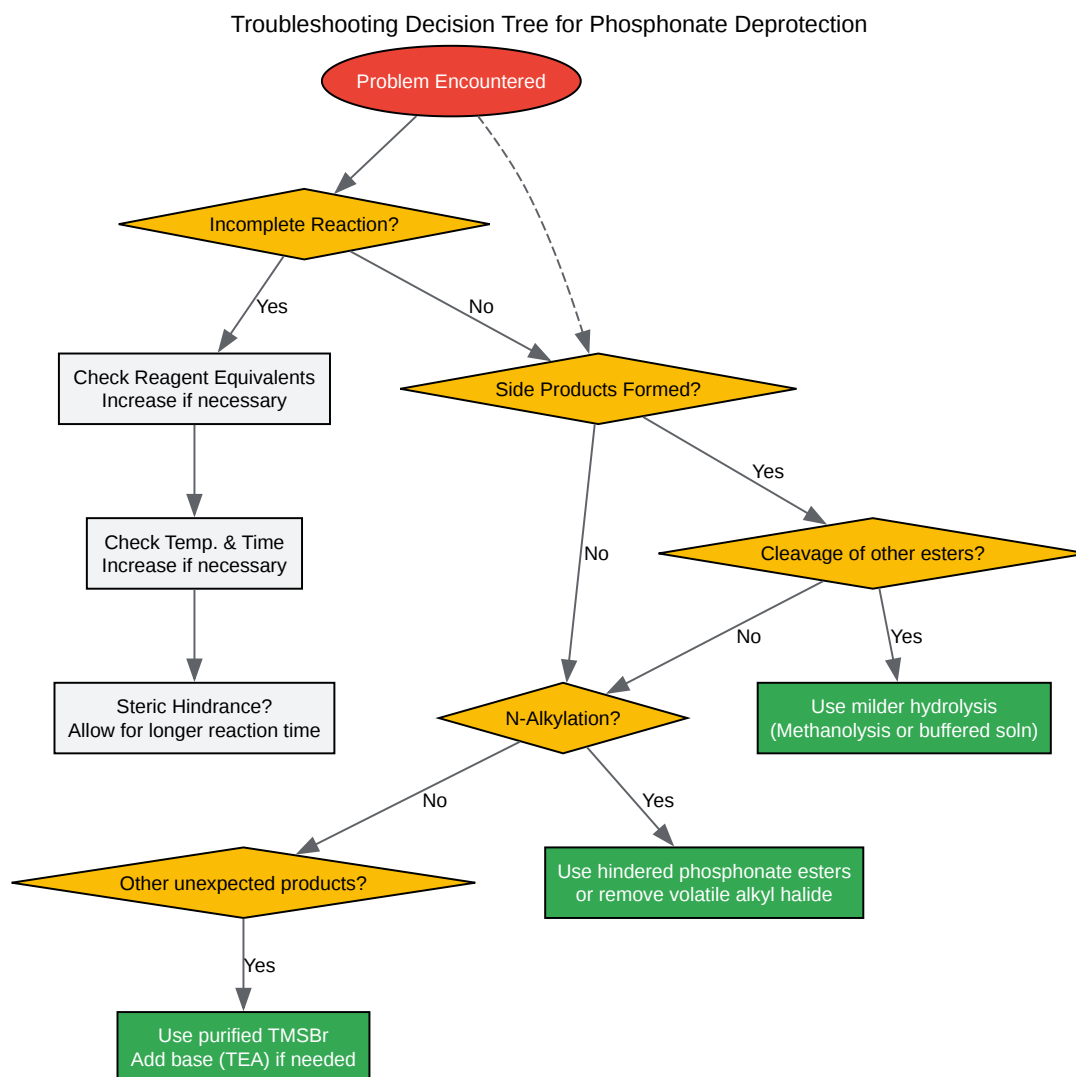 Troubleshooting Decision Tree for Phosphonate Deprotection
Problem Encountered
Incomplete Reaction?
Yes
No
Check Reagent Equivalents
Increase if necessary
Side Products Formed?
Yes
No
Check Temp. & Time
Increase if necessary
Cleavage of other esters?
No
Yes
Steric Hindrance?
Allow for longer reaction time
N-Alkylation?
Use milder hydrolysis
(Methanolysis or buffered soln)
No
Yes
Other unexpected products?
Use hindered phosphonate esters
or remove volatile alkyl halide
Yes
Use purified TMSBr
Add base (TEA) if needed